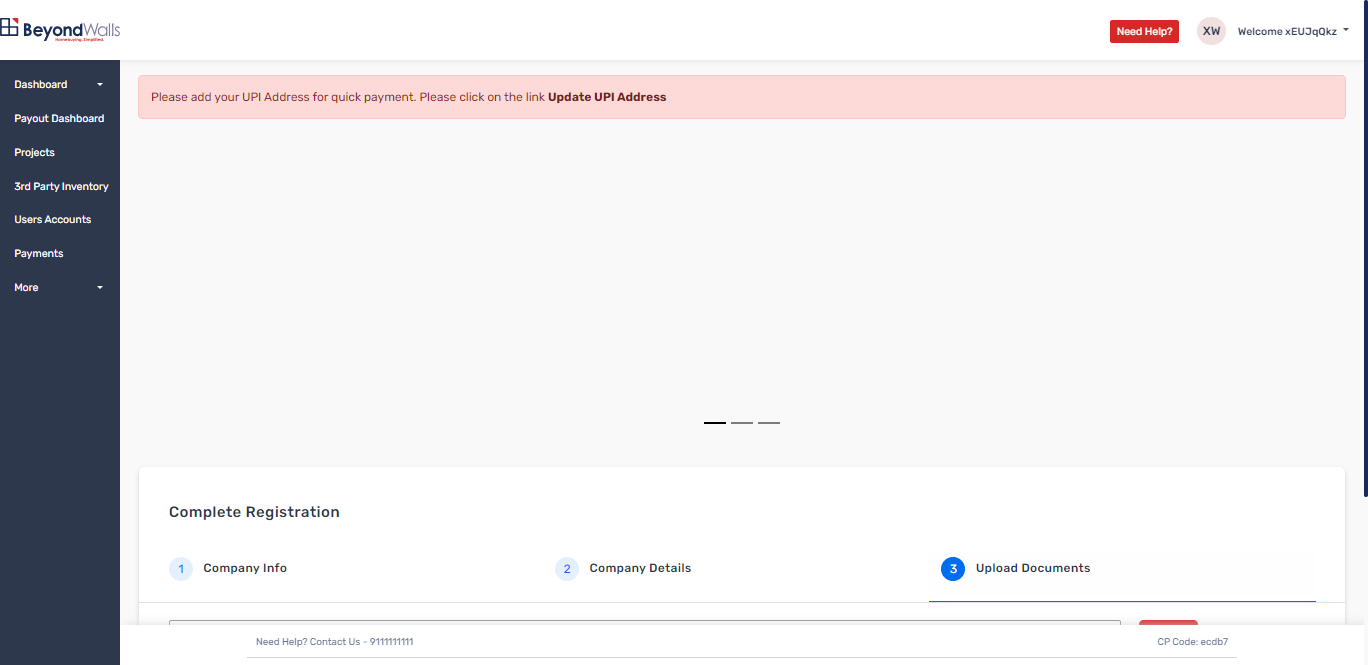 BeyondWalls
Homebuying. Simplified.
Need Help?
XW
Welcome xEUJqQkz
Dashboard
Payout Dashboard
Projects
3rd Party Inventory
Users Accounts
Payments
More
Please add your UPI Address for quick payment. Please click on the link Update UPI Address
Complete Registration
1 Company Info
2 Company Details
3 Upload Documents
Need Help? Contact Us - 9111111111
CP Code: ecdb7